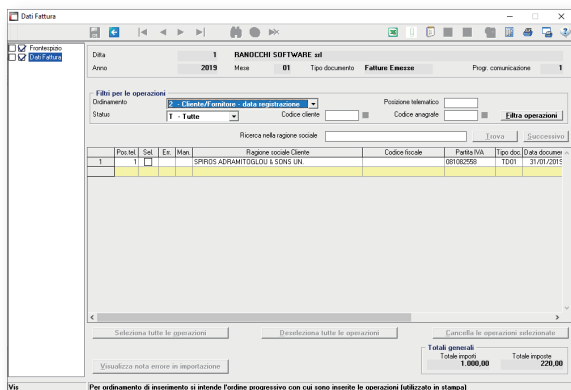 Dati Fattura
Frontespizio
Dati Fattura
Ditta 1 RANOCCHI SOFTWARE srl
Anno 2019 Mese 01 Tipo documento Fatture Emesse Progr. comunicazione 1
Filtri per le operazioni
Ordinamento 2 - Cliente/Fornitore - data registrazione Posizione telematico
Status T - Tutte Codice cliente Codice anagrafe Filtra operazioni
Ricerca nella ragione sociale Trova Successivo
Pos.tel. Sel. Err. Man. Ragione sociale Cliente Codice fiscale Partita IVA Tipo doc. Data documen
1 1 SPIROS ADRAMITOGLOU & SONS UN. 081082558 TD01 31/01/2019
Seleziona tutte le operazioni Deseleziona tutte le operazioni Cancella le operazioni selezionate
Totali generali
Totale importi Totale imposte
1.000,00 220,00
Visualizza nota errore in importazione
Vis Per ordinamento di inserimento si intende l'ordine progressivo con cui sono inserite le operazioni (utilizzato in stampa)